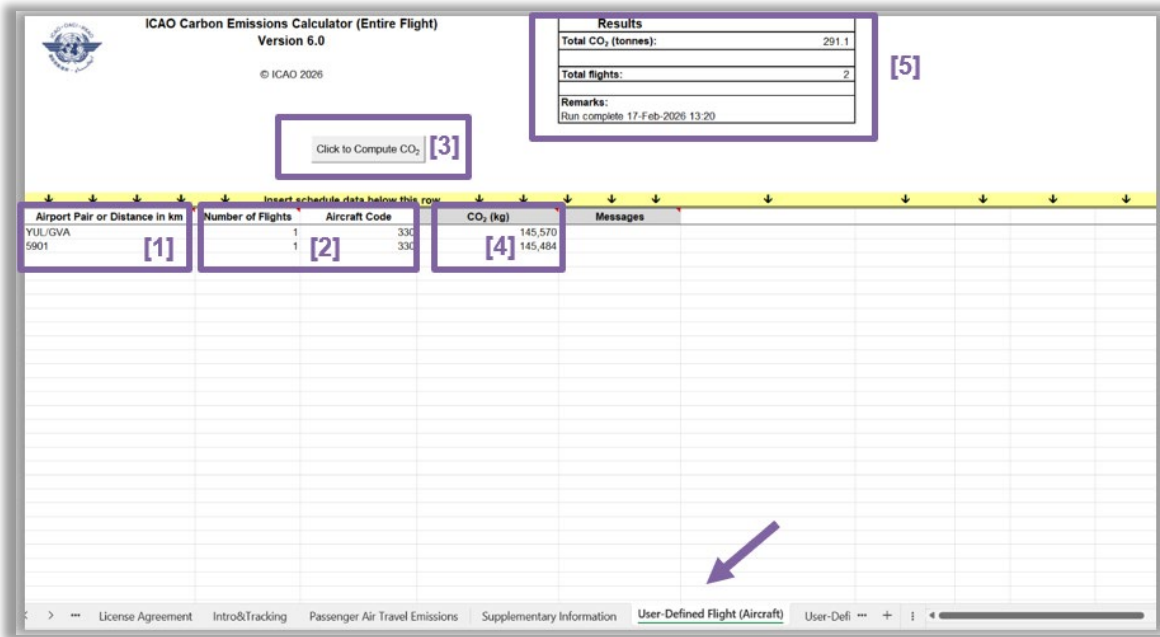 ICAO Carbon Emissions Calculator (Entire Flight)
Version 6.0
© ICAO 2026
Results
Total CO₂ (tonnes): 291.1
Total flights: 2
Remarks:
Run complete 17-Feb-2026 13:20
[5]
Click to Compute CO₂ [3]
Insert schedule data below this row
Airport Pair or Distance in km Number of Flights Aircraft Code CO₂ (kg) Messages
YUL/GVA 1 330 145,570
5901 1 330 145,484
[1] [2] [4]
License Agreement Intro&Tracking Passenger Air Travel Emissions Supplementary Information User-Defined Flight (Aircraft) User-Defi